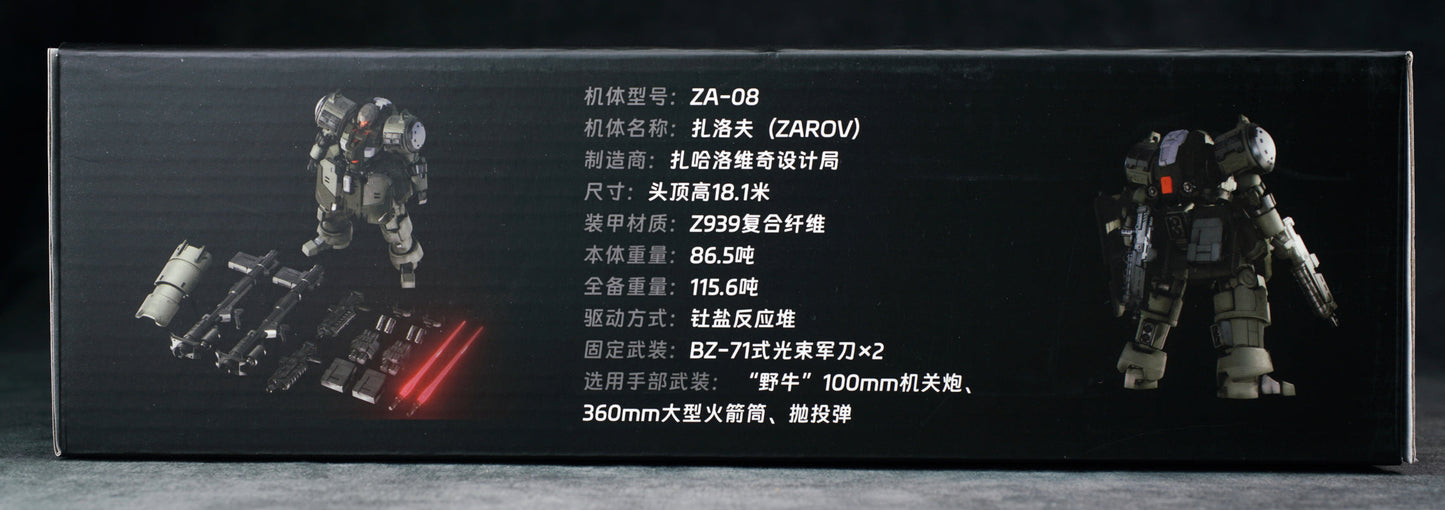 机体型号：ZA-08
机体名称：扎洛夫（ZAROV）
制造商：扎哈洛维奇设计局
尺寸：头顶高18.1米
装甲材质：Z939复合纤维
本体重量：86.5吨
全备重量：115.6吨
驱动方式：钍盐反应堆
固定武装：BZ-71式光束军刀×2
选用手部武装：“野牛”100mm机关炮、
360mm大型火箭筒、抛投弹